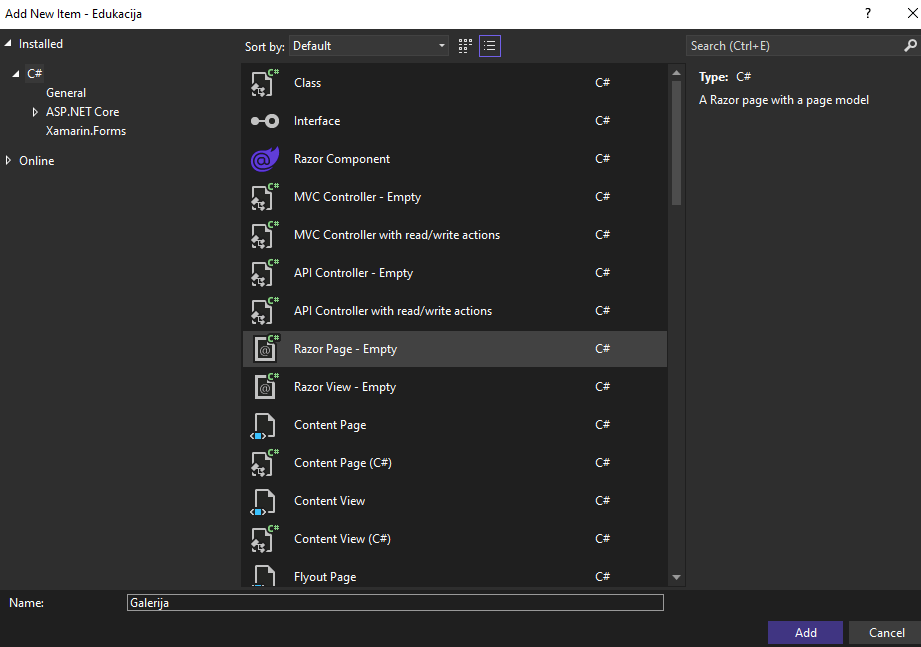 Add New Item - Edukacija
?
Installed
Sort by: Default
Search (Ctrl+E)
C#
General
ASP.NET Core
Xamarin.Forms
Online
Class C#
Interface C#
Razor Component C#
MVC Controller - Empty C#
MVC Controller with read/write actions C#
API Controller - Empty C#
API Controller with read/write actions C#
Razor Page - Empty C#
Razor View - Empty C#
Content Page C#
Content Page (C#) C#
Content View C#
Content View (C#) C#
Flyout Page C#
Type: C#
A Razor page with a page model
Name: Galerija
Add Cancel